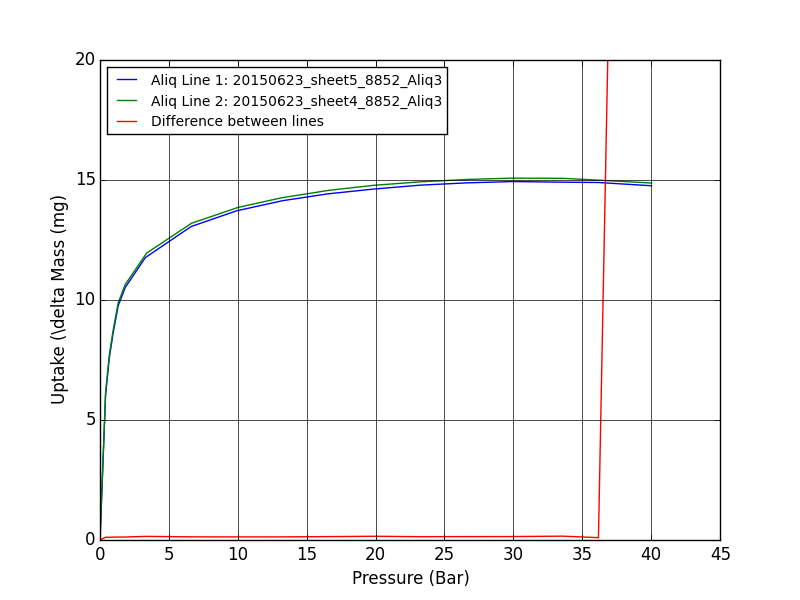 20
Aliq Line 1: 20150623_sheet5_8852_Aliq3
Aliq Line 2: 20150623_sheet4_8852_Aliq3
Difference between lines
15
10
5
0
Uptake (\delta Mass (mg)
0 5 10 15 20 25 30 35 40 45
Pressure (Bar)